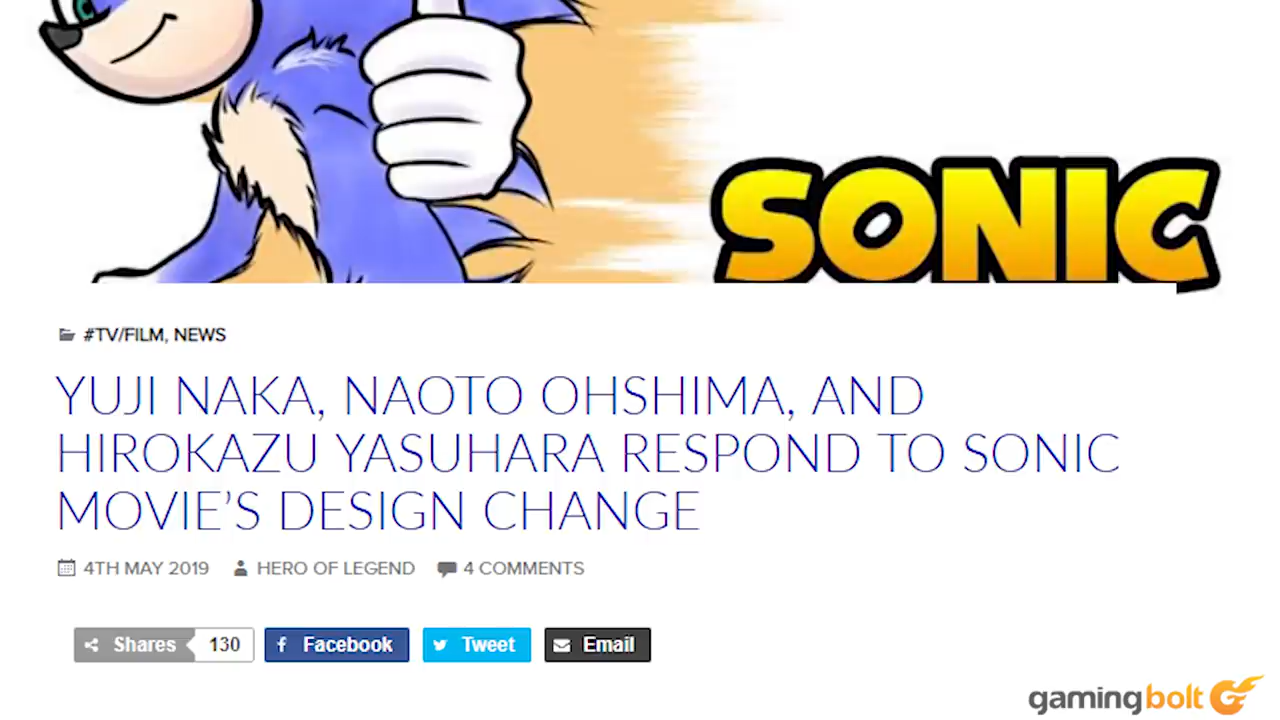 SONIC
#TV/FILM, NEWS
YUJI NAKA, NAOTO OHSHIMA, AND
HIROKAZU YASUHARA RESPOND TO SONIC
MOVIE'S DESIGN CHANGE
4TH MAY 2019 HERO OF LEGEND 4 COMMENTS
Shares 130 Facebook Tweet Email
gamingbolt